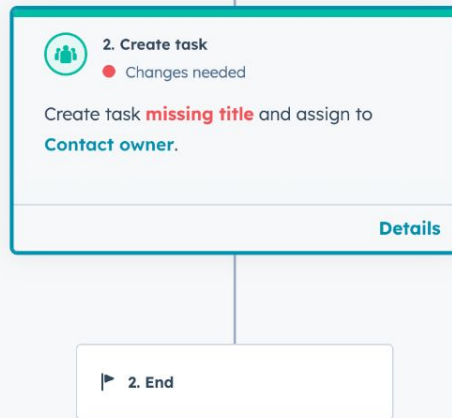 2. Create task
Changes needed
Create task missing title and assign to
Contact owner.
Details
2. End